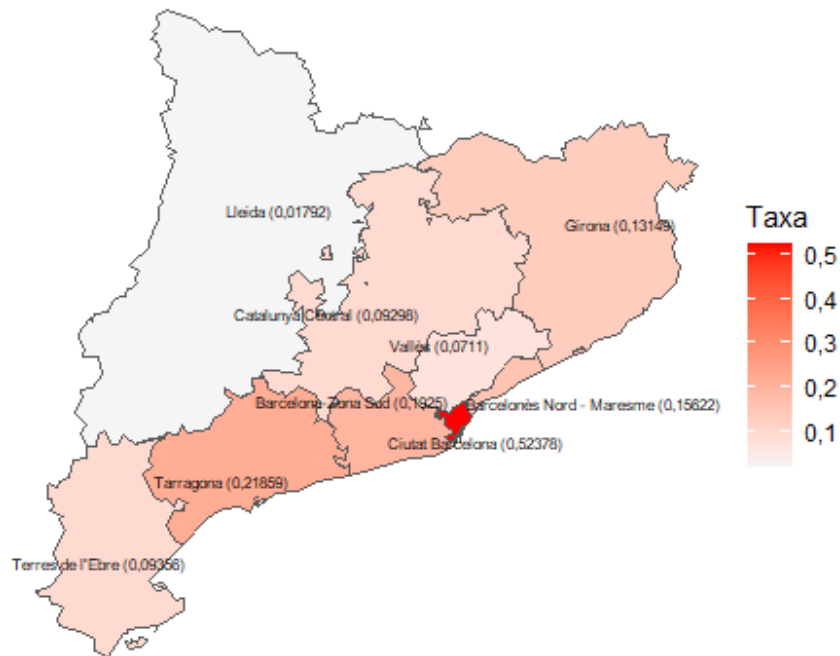 Lleida (0,01792)
Girona (0,13149)
Taxa
0,5
0,4
0,3
0,2
0,1
Catalunya Central (0,09298)
Vallès (0,0711)
Barcelona-Zona Sud (0,1925)
Barcelonès Nord - Maresme (0,15622)
Ciutat Barcelona (0,52378)
Tarragona (0,21859)
Terres de l''Ebre (0,09356)